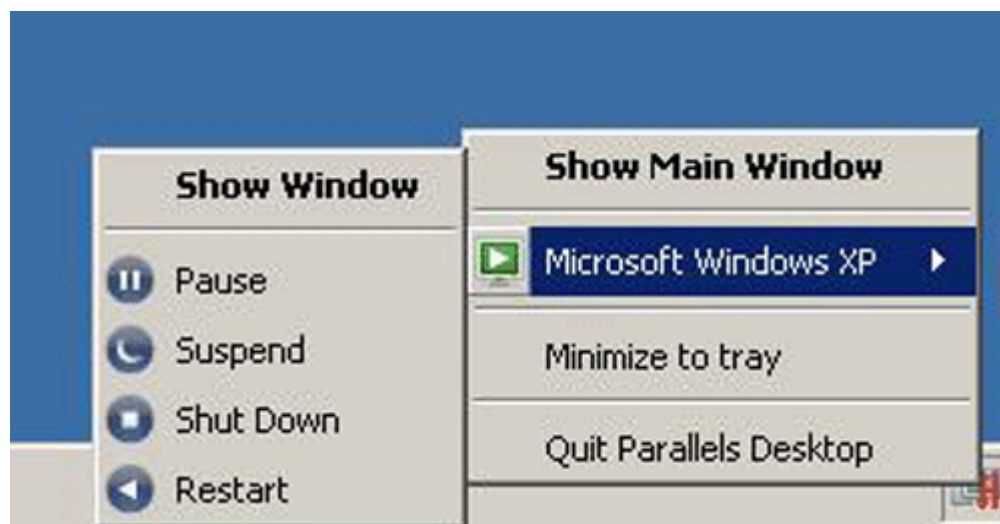 Show Window
Pause
Suspend
Shut Down
Restart
Show Main Window
Microsoft Windows XP
Minimize to tray
Quit Parallels Desktop